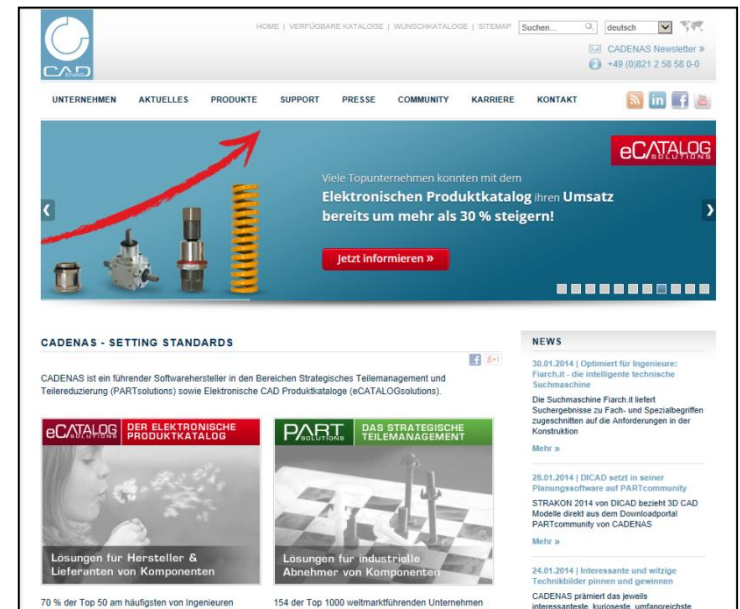 HOME | VERFÜGBARE KATALOGE | WUNSCHKATALOGE | SITEMAP
Suchen...
deutsch
CADENAS Newsletter »
+49 (0)821 2 58 58 0-0
CAD
UNTERNEHMEN AKTUELLES PRODUKTE SUPPORT PRESSE COMMUNITY KARRIERE KONTAKT
eCATALOG
SOLUTIONS
Viele Topunternehmen konnten mit dem
Elektronischen Produktkatalog ihren Umsatz
bereits um mehr als 30 % steigern!
Jetzt informieren »
CADENAS - SETTING STANDARDS
CADENAS ist ein führender Softwarehersteller in den Bereichen Strategisches Teilemanagement und
Teilereduzierung (PARTsolutions) sowie Elektronische CAD Produktkataloge (eCATALOGsolutions).
eCATALOG
SOLUTIONS
DER ELEKTRONISCHE
PRODUKTKATALOG
Lösungen für Hersteller &
Lieferanten von Komponenten
70 % der Top 50 am häufigsten von Ingenieuren
PART
SOLUTIONS
DAS STRATEGISCHE
TEILEMANAGEMENT
Lösungen für industrielle
Abnehmer von Komponenten
154 der Top 1000 weltmarktführenden Unternehmen
NEWS
30.01.2014 | Optimiert für Ingenieure:
Fiarch.it - die intelligente technische
Suchmaschine
Die Suchmaschine Fiarch.it liefert
Suchergebnisse zu Fach- und Spezialbegriffen
zugeschnitten auf die Anforderungen in der
Konstruktion
Mehr »
28.01.2014 | DICAD setzt in seiner
Planungssoftware auf PARTcommunity
STRAKON 2014 von DICAD bezieht 3D CAD
Modelle direkt aus dem Downloadportal
PARTcommunity von CADENAS
Mehr »
24.01.2014 | Interessante und witzige
Technikbilder pinnen und gewinnen
CADENAS prämiert das jeweils
interessanteste, kurioseste, umfangreichste